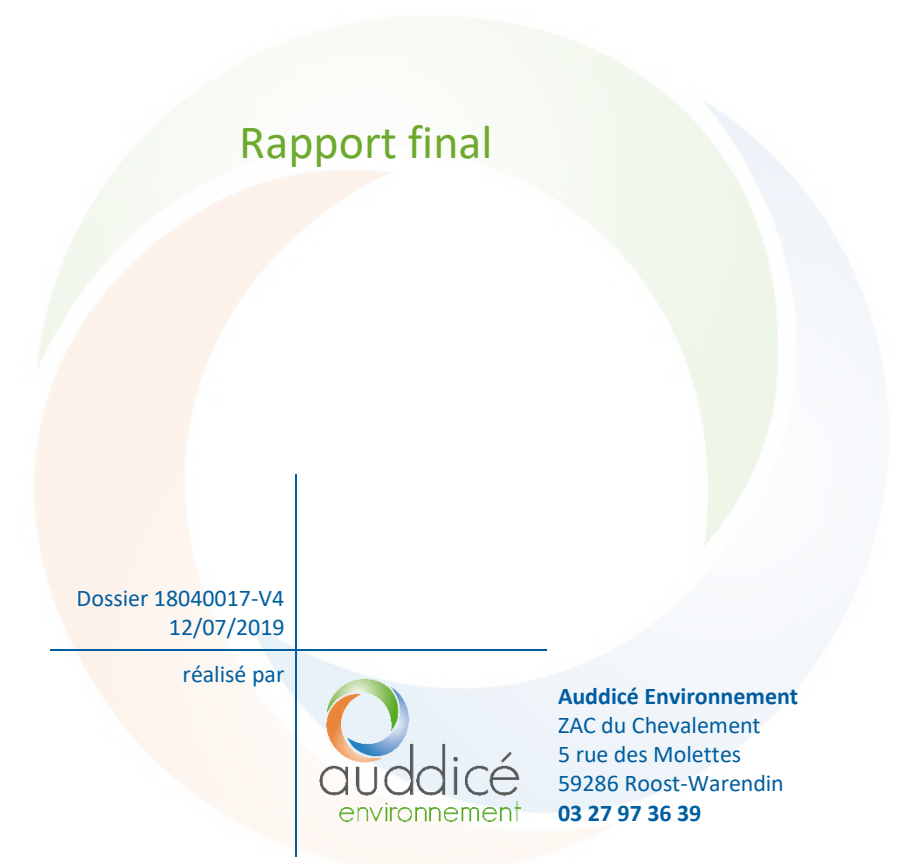 Rapport final
Dossier 18040017-V4
12/07/2019
réalisé par
auddicé
environnement
Auddicé Environnement
ZAC du Chevalement
5 rue des Molettes
59286 Roost-Warendin
03 27 97 36 39